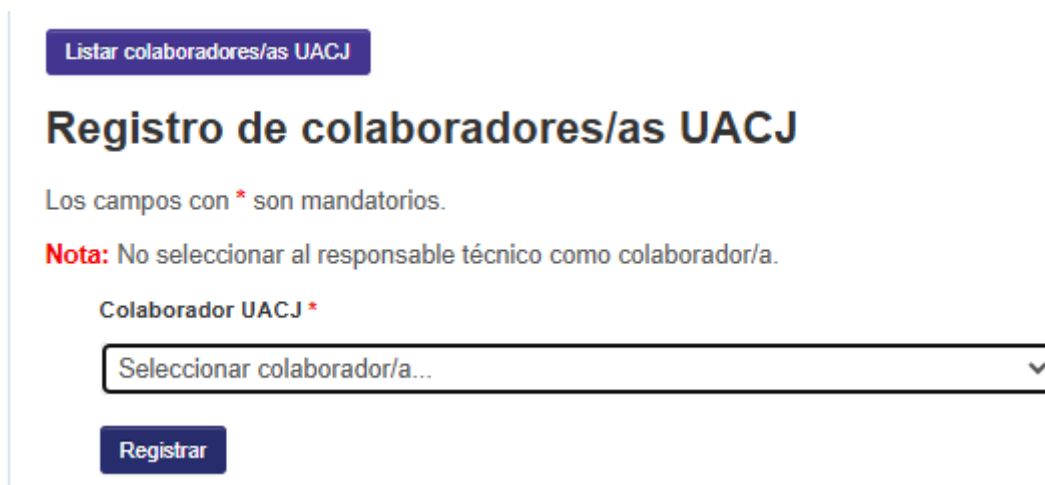 Listar colaboradores/as UACJ
Registro de colaboradores/as UACJ
Los campos con * son mandatorios.
Nota: No seleccionar al responsable técnico como colaborador/a.
Colaborador UACJ *
Seleccionar colaborador/a...
Registrar